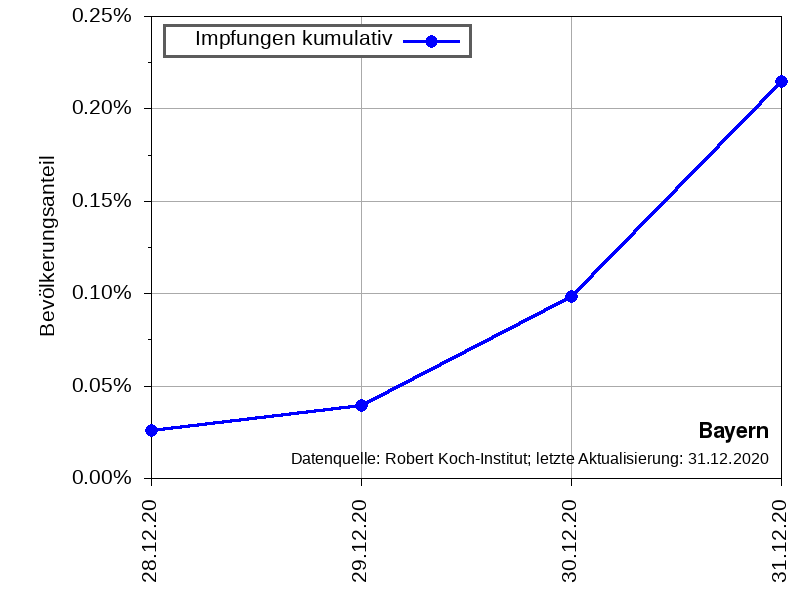 0.25%
Impfungen kumulativ
0.20%
0.15%
0.10%
0.05%
0.00%
Bevölkerungsanteil
Bayern
Datenquelle: Robert Koch-Institut; letzte Aktualisierung: 31.12.2020
28.12.20
29.12.20
30.12.20
31.12.20